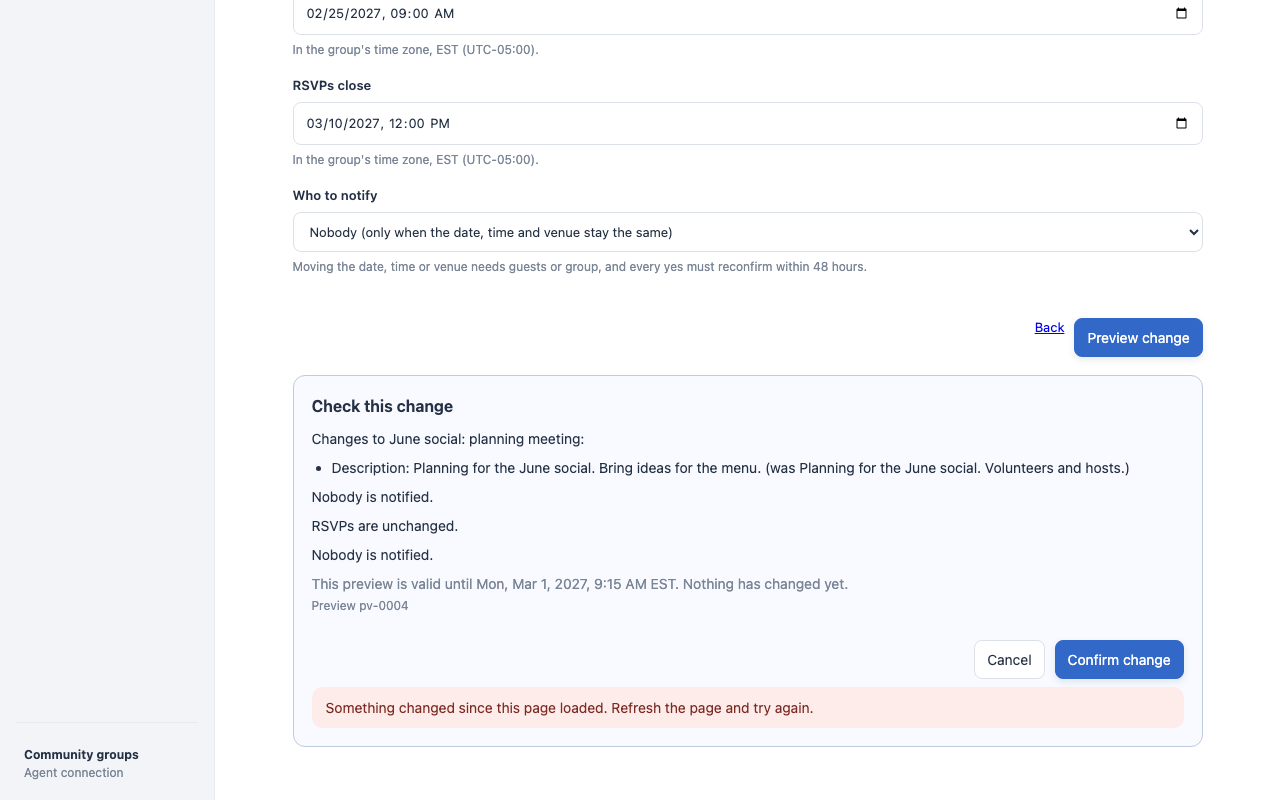 02/25/2027, 09:00 AM
In the group's time zone, EST (UTC-05:00).
RSVPs close
03/10/2027, 12:00 PM
In the group's time zone, EST (UTC-05:00).
Who to notify
Nobody (only when the date, time and venue stay the same)
Moving the date, time or venue needs guests or group, and every yes must reconfirm within 48 hours.
Back
Preview change
Check this change
Changes to June social: planning meeting:
• Description: Planning for the June social. Bring ideas for the menu. (was Planning for the June social. Volunteers and hosts.)
Nobody is notified.
RSVPs are unchanged.
Nobody is notified.
This preview is valid until Mon, Mar 1, 2027, 9:15 AM EST. Nothing has changed yet.
Preview pv-0004
Cancel
Confirm change
Something changed since this page loaded. Refresh the page and try again.
Community groups
Agent connection